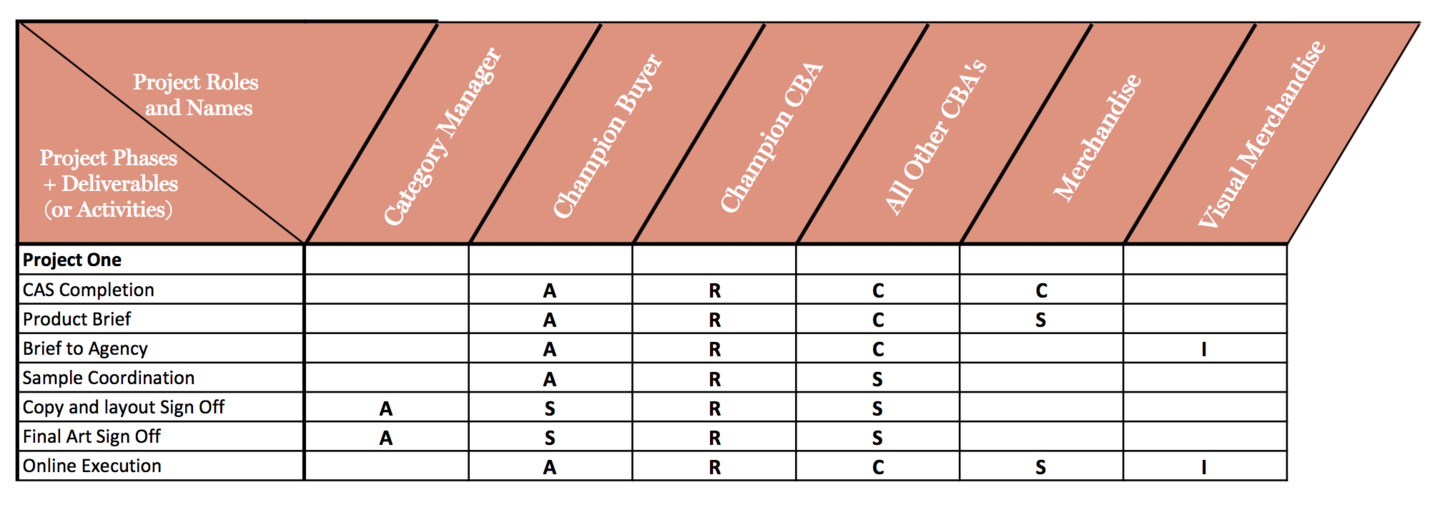 Project Roles
and Names
Project Phases
+ Deliverables
(or Activities)
Category Manager
Champion Buyer
Champion CBA
All Other CBA's
Merchandise
Visual Merchandise
Project One
CAS Completion A R C C
Product Brief A R C S
Brief to Agency A R C I
Sample Coordination A R S
Copy and layout Sign Off A S R S
Final Art Sign Off A S R S
Online Execution A R C S I